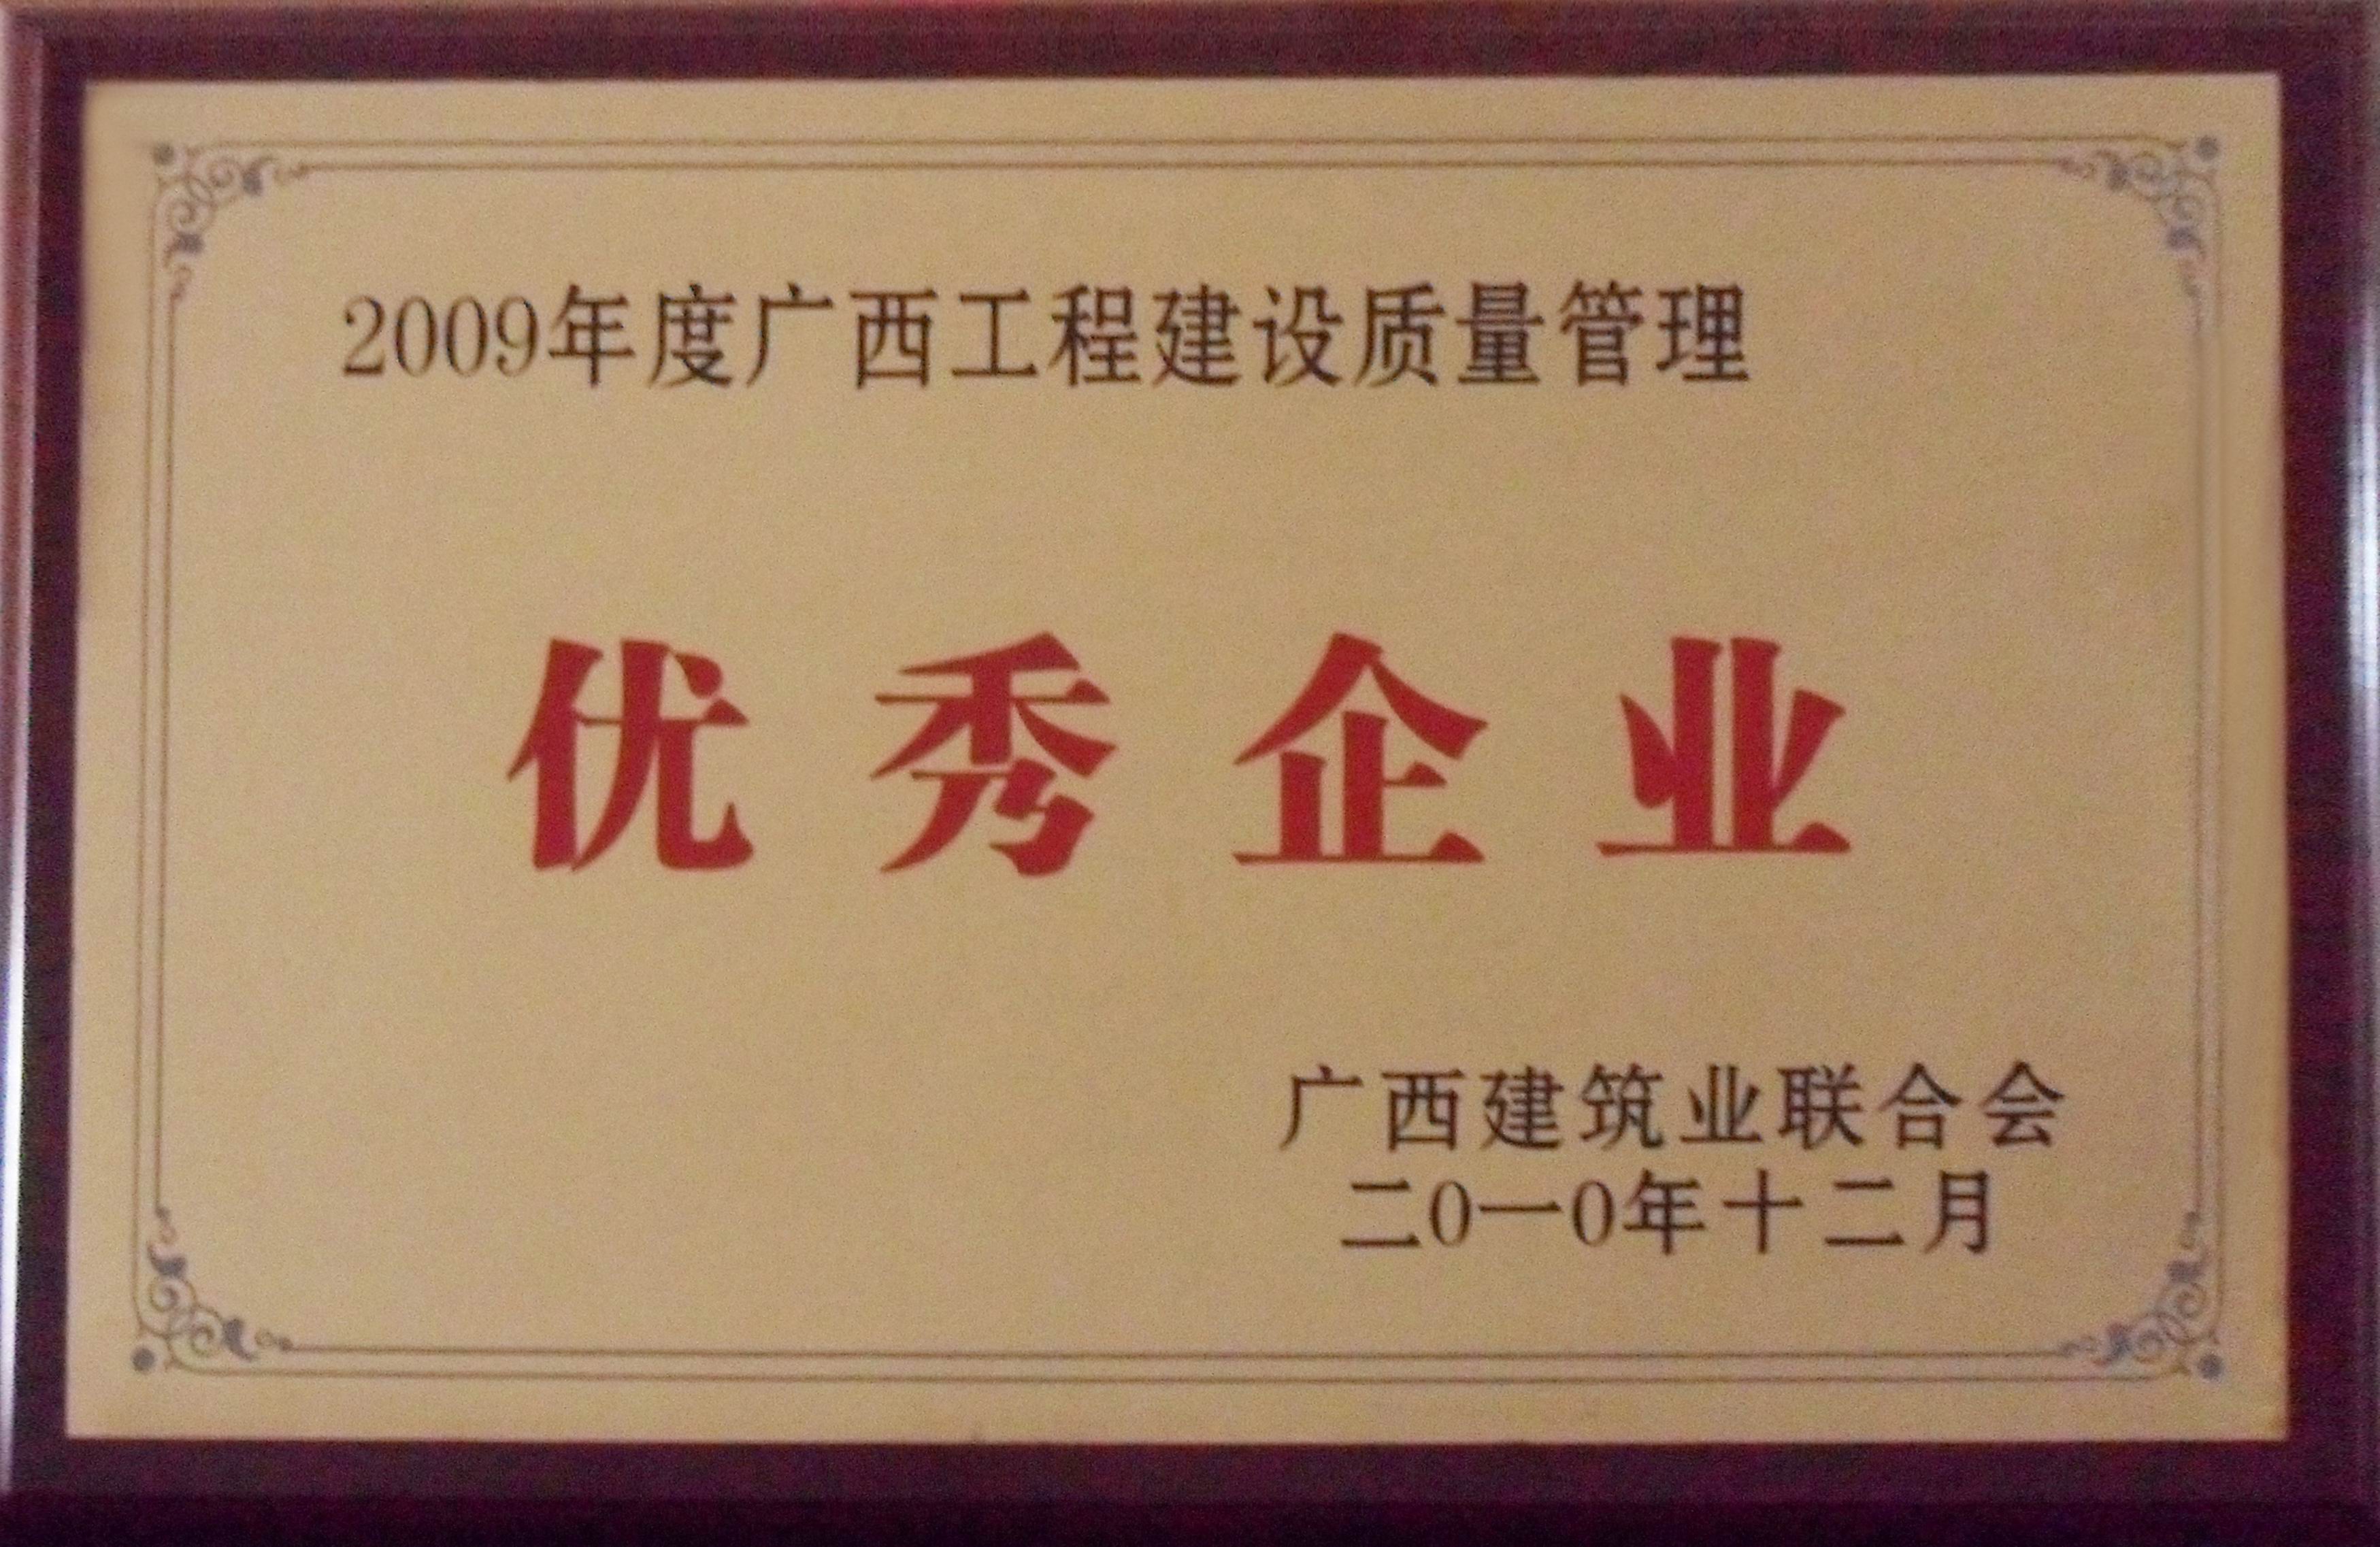 2009年度广西工程建设质量管理
优秀企业
广西建筑业联合会
二0一0年十二月